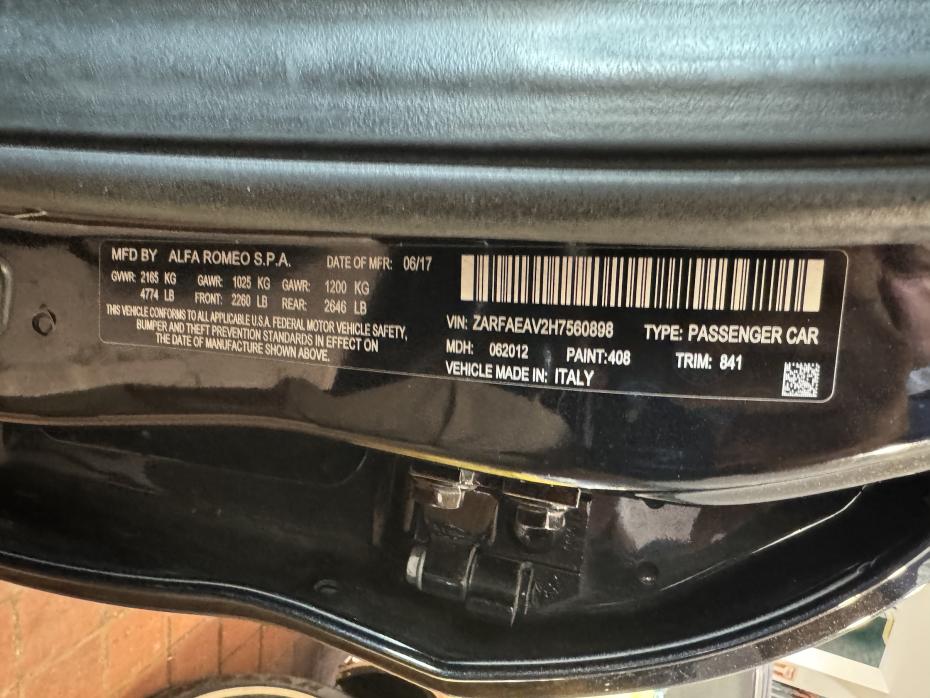 MFD BY ALFA ROMEO S.P.A. DATE OF MFR: 06/17
GVWR: 2165 KG GAWR: 1025 KG GAWR: 1200 KG
4774 LB FRONT: 2260 LB REAR: 2646 LB
THIS VEHICLE CONFORMS TO ALL APPLICABLE U.S.A. FEDERAL MOTOR VEHICLE SAFETY,
BUMPER AND THEFT PREVENTION STANDARDS IN EFFECT ON
THE DATE OF MANUFACTURE SHOWN ABOVE.
VIN: ZARFAEAV2H7560898 TYPE: PASSENGER CAR
MDH: 062012 PAINT:408 TRIM: 841
VEHICLE MADE IN: ITALY